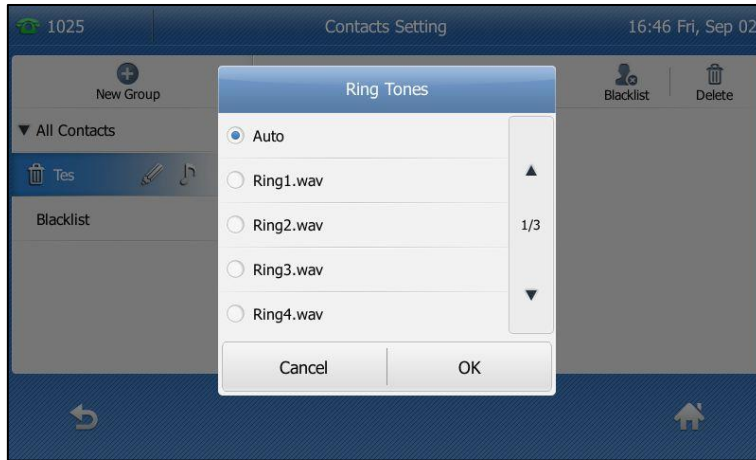 1025 Contacts Setting 16:46 Fri, Sep 02
New Group
Blacklist Delete
Ring Tones
All Contacts
Auto
Tes
Ring1.wav
Blacklist
Ring2.wav
1/3
Ring3.wav
Ring4.wav
Cancel OK